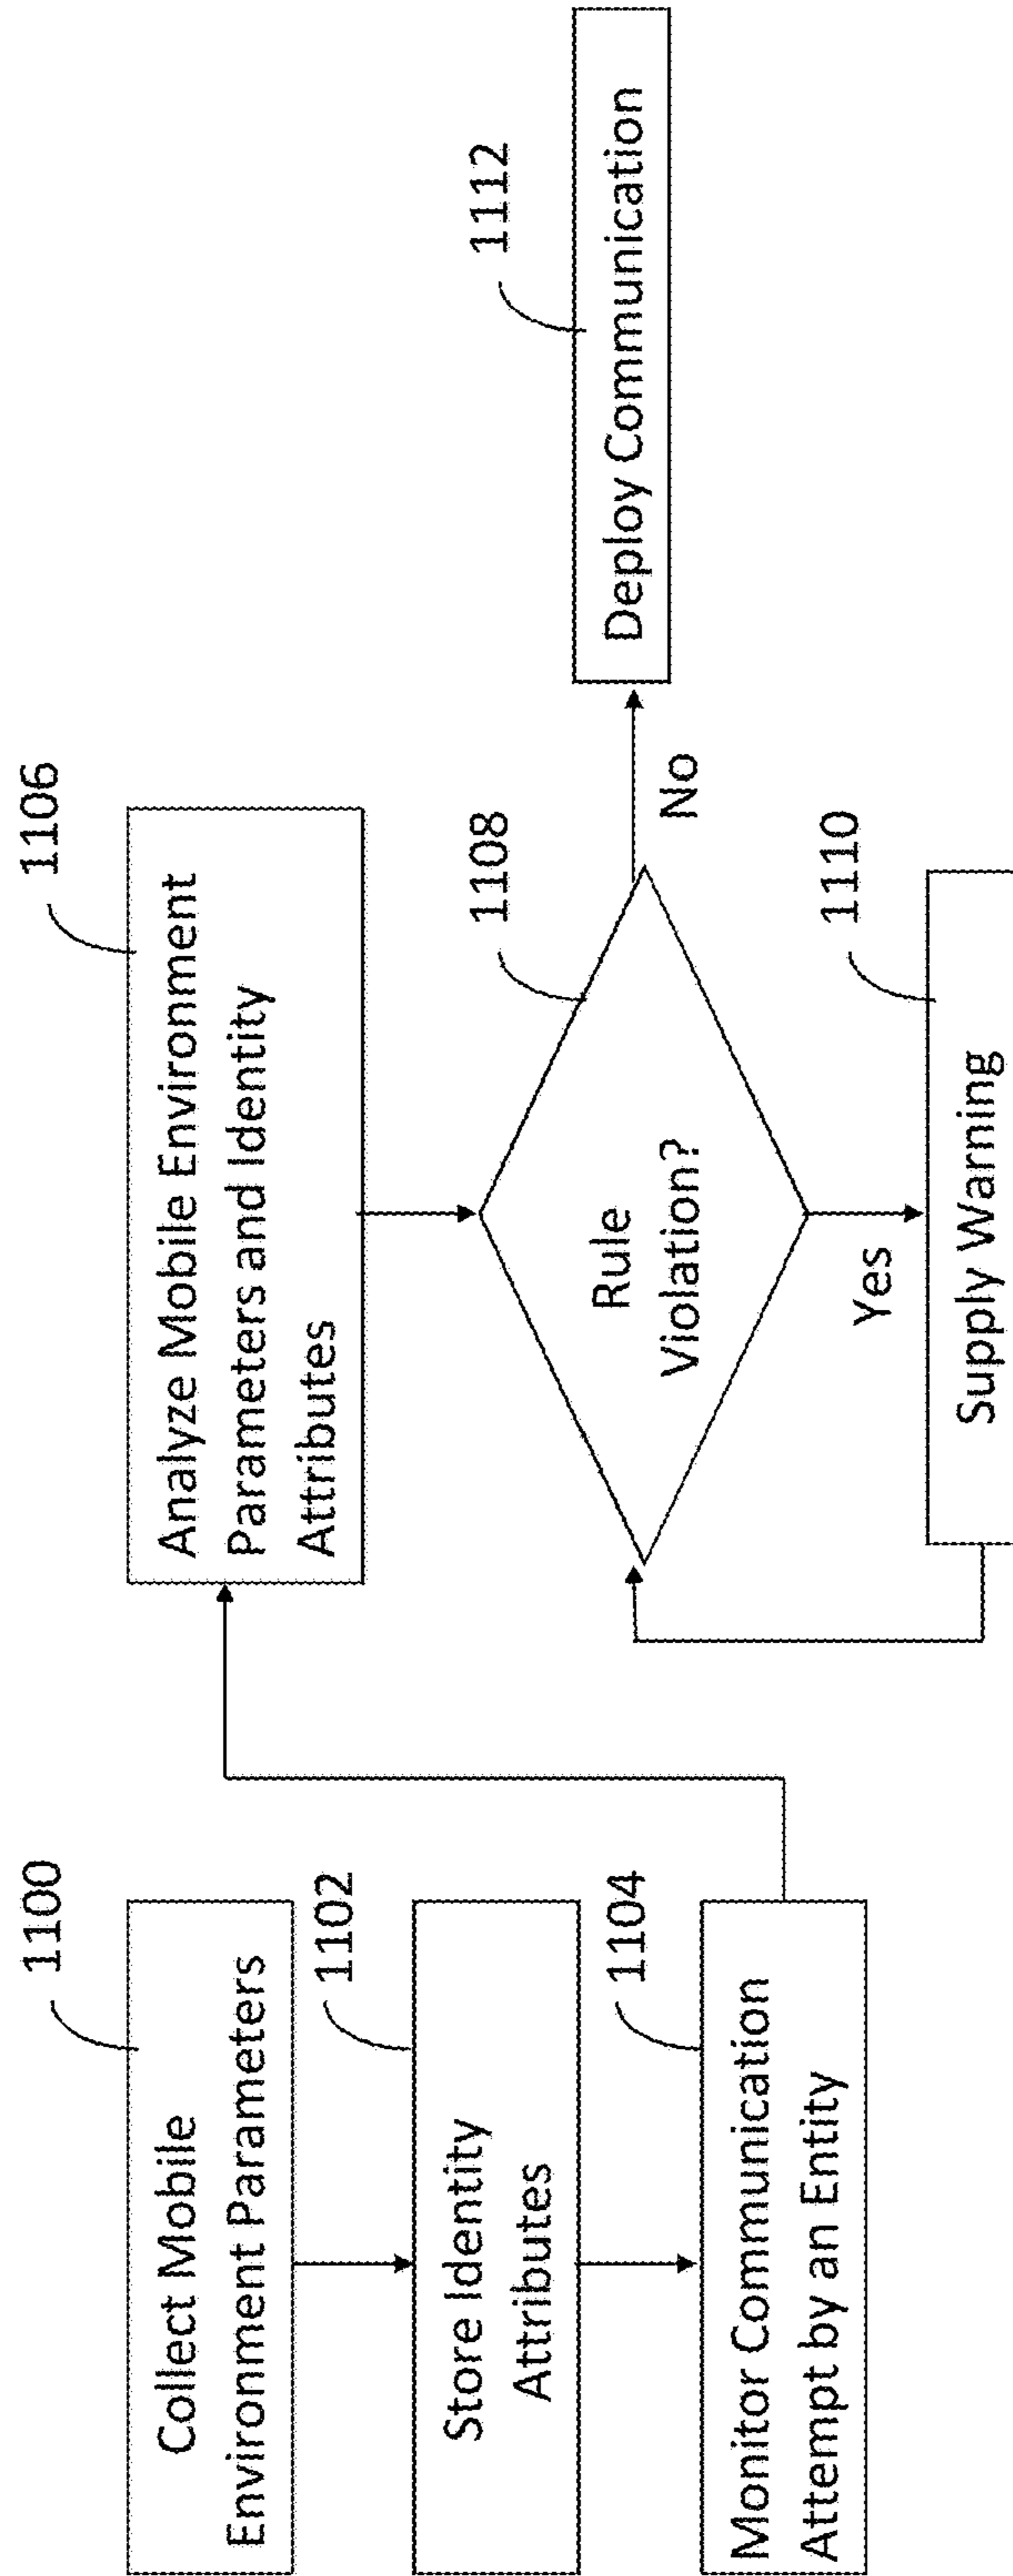 1100
Collect Mobile
Environment Parameters
1102
Store Identity
Attributes
1104
Monitor Communication
Attempt by an Entity
1106
Analyze Mobile Environment
Parameters and Identity
Attributes
1108
Rule
Violation?
No
Yes
1110
Supply Warning
1112
Deploy Communication